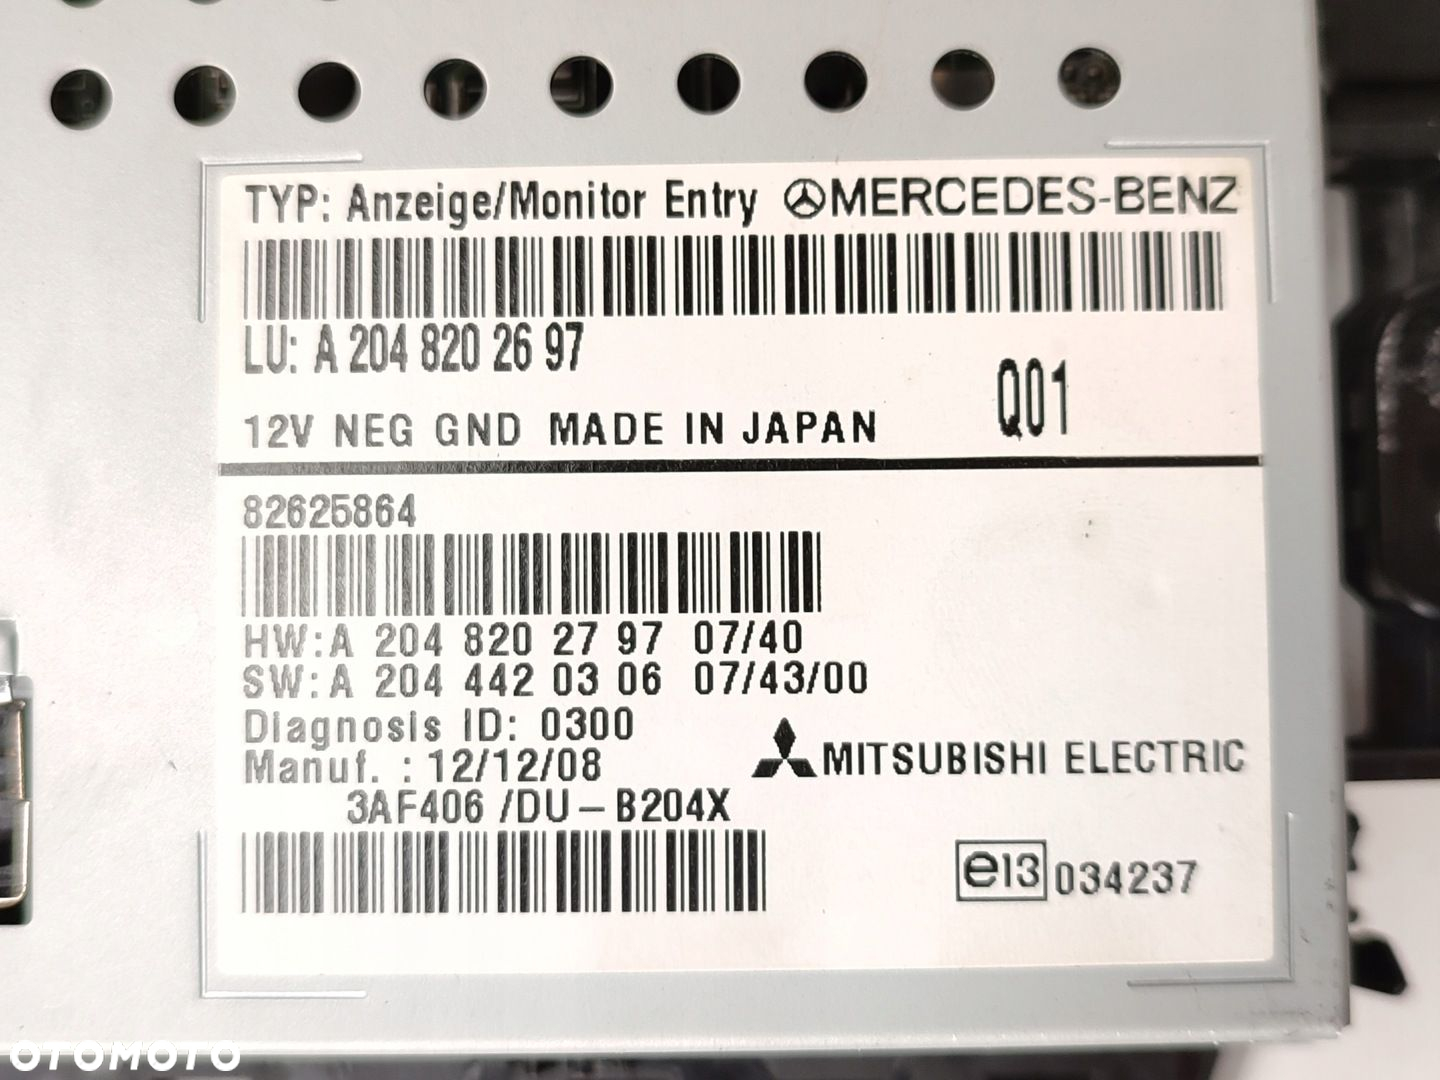 TYP: Anzeige/Monitor Entry MERCEDES-BENZ
LU: A 204 820 26 97
Q01
12V NEG GND MADE IN JAPAN
82625864
HW:A 204 820 27 97 07/40
SW:A 204 442 03 06 07/43/00
Diagnosis ID: 0300
Manuf. : 12/12/08
MITSUBISHI ELECTRIC
3AF406 /DU-B204X
e13 034237
OTOMOTO